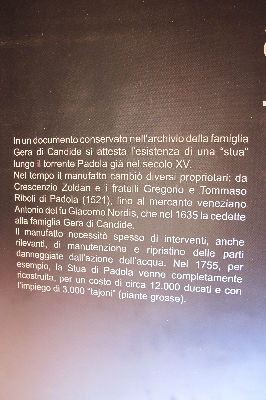 In un documento conservato nell'archivio della famiglia
Gera di Candide si attesta l'esistenza di una "stua"
lungo il torrente Padola già nel secolo XV.
Nel tempo il manufatto cambiò diversi proprietari: da
Crescenzio Zoldan e i fratelli Gregorio e Tommaso
Riboli di Padola (1521), fino al mercante veneziano
Antonio del fu Giacomo Nordis, che nel 1635 la cedette
alla famiglia Gera di Candide.
Il manufatto necessitò spesso di interventi, anche
rilevanti, di manutenzione e ripristino delle parti
danneggiate dall'azione dell'acqua. Nel 1755, per
esempio, la Stua di Padola venne completamente
ricostruita, per un costo di circa 12.000 ducati e con
l'impiego di 3.000 "tajoni" (piante grosse).